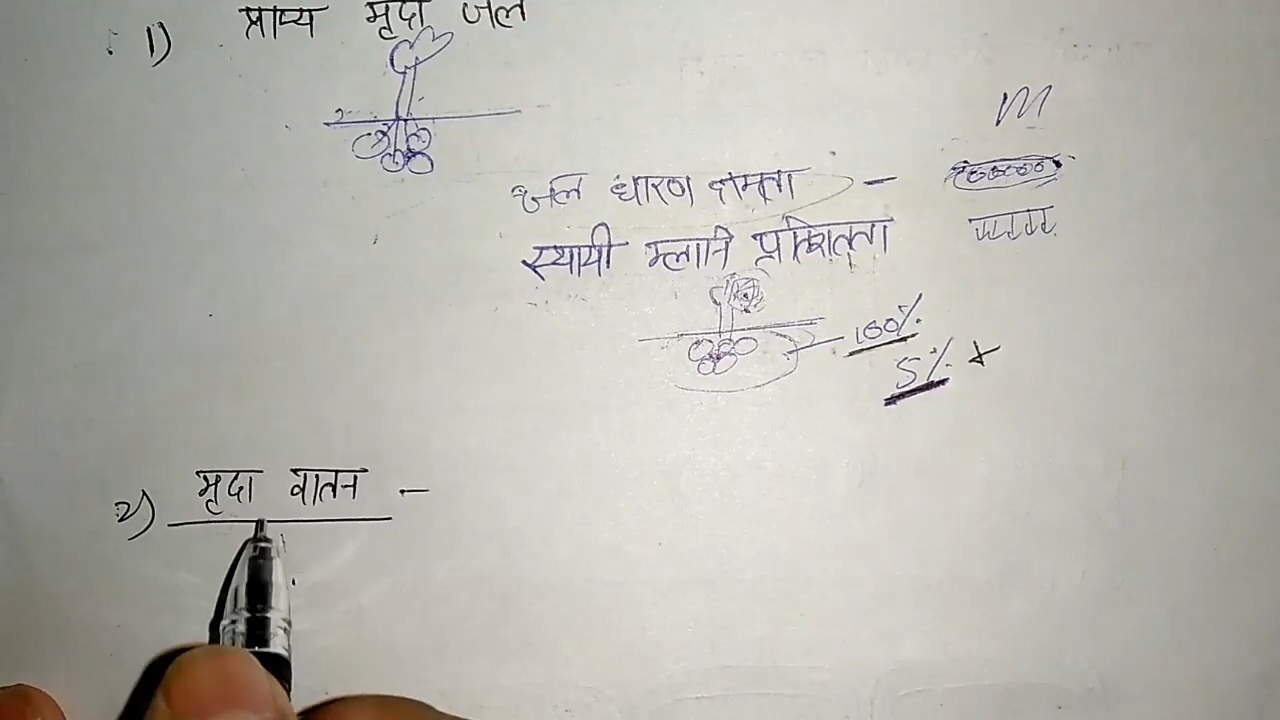 1) प्राप्य मृदा जल
जल धारण क्षमता -
स्थायी म्लानि प्रतिशतता
100%
5% x
2) मृदा वातन -